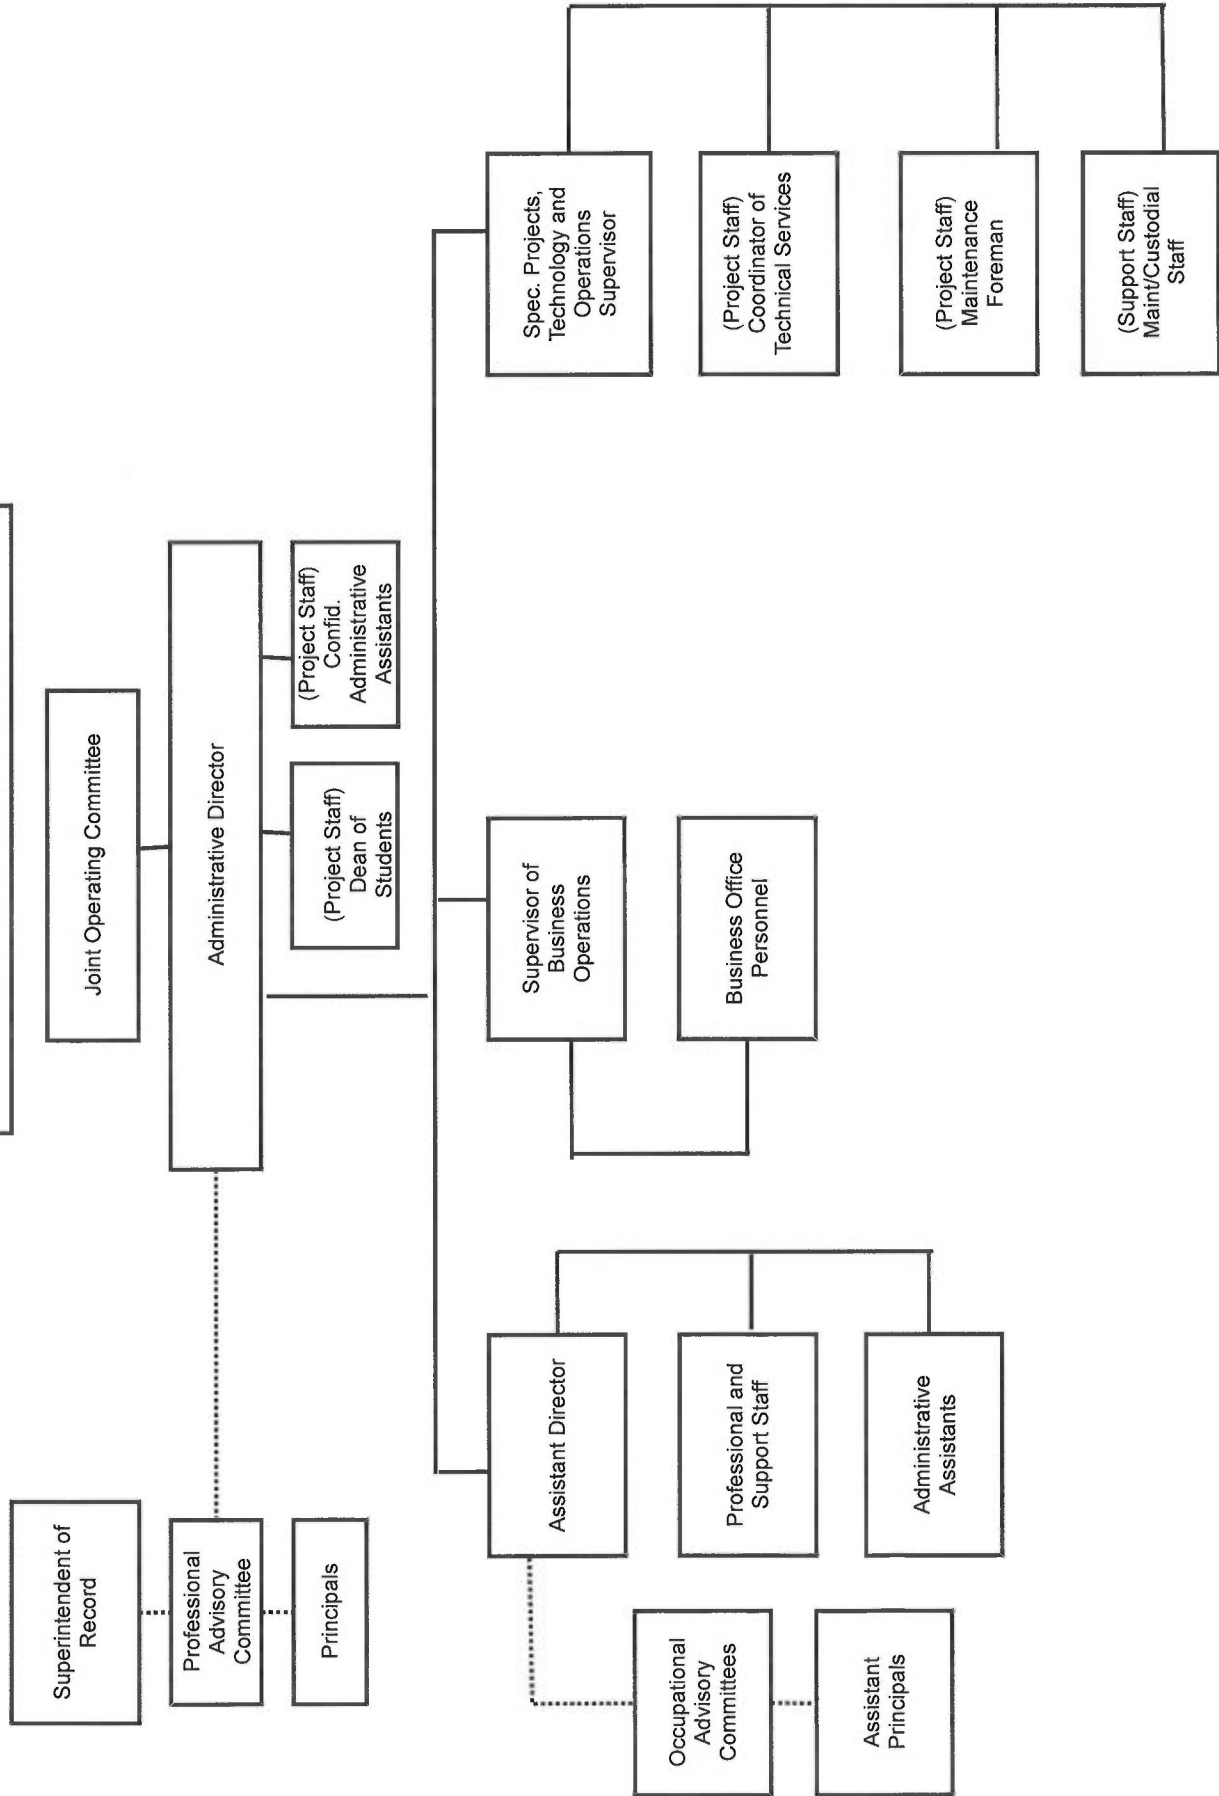 Superintendent of
Record
Professional
Advisory
Committee
Principals
Joint Operating Committee
Administrative Director
(Project Staff)
Dean of
Students
(Project Staff)
Confid.
Administrative
Assistants
Assistant Director
Professional and
Support Staff
Administrative
Assistants
Occupational
Advisory
Committees
Assistant
Principals
Supervisor of
Business
Operations
Business Office
Personnel
Spec. Projects,
Technology and
Operations
Supervisor
(Project Staff)
Coordinator of
Technical Services
(Project Staff)
Maintenance
Foreman
(Support Staff)
Maint/Custodial
Staff